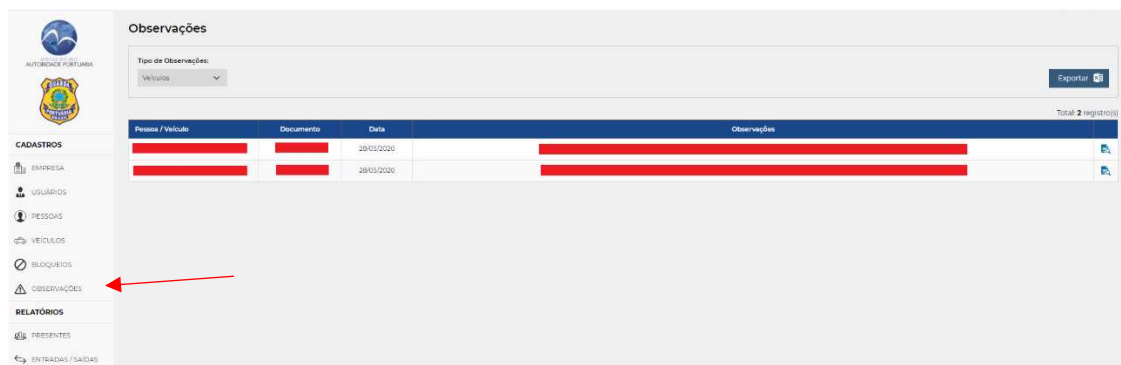 Observações
AUTORIDADE PORTUÁRIA
Tipo de Observações:
Veículos
Exportar
Total: 2 registro(s)
Pessoa / Veículo Documento Data Observações
28/05/2020
28/05/2020
CADASTROS
EMPRESA
USUÁRIOS
PESSOAS
VEÍCULOS
BLOQUEIOS
OBSERVAÇÕES
RELATÓRIOS
PRESENTES
ENTRADAS / SAÍDAS